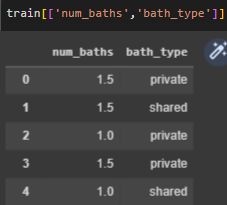 train[['num_baths','bath_type']]
num_baths bath_type
0 1.5 private
1 1.5 shared
2 1.0 private
3 1.5 private
4 1.0 shared